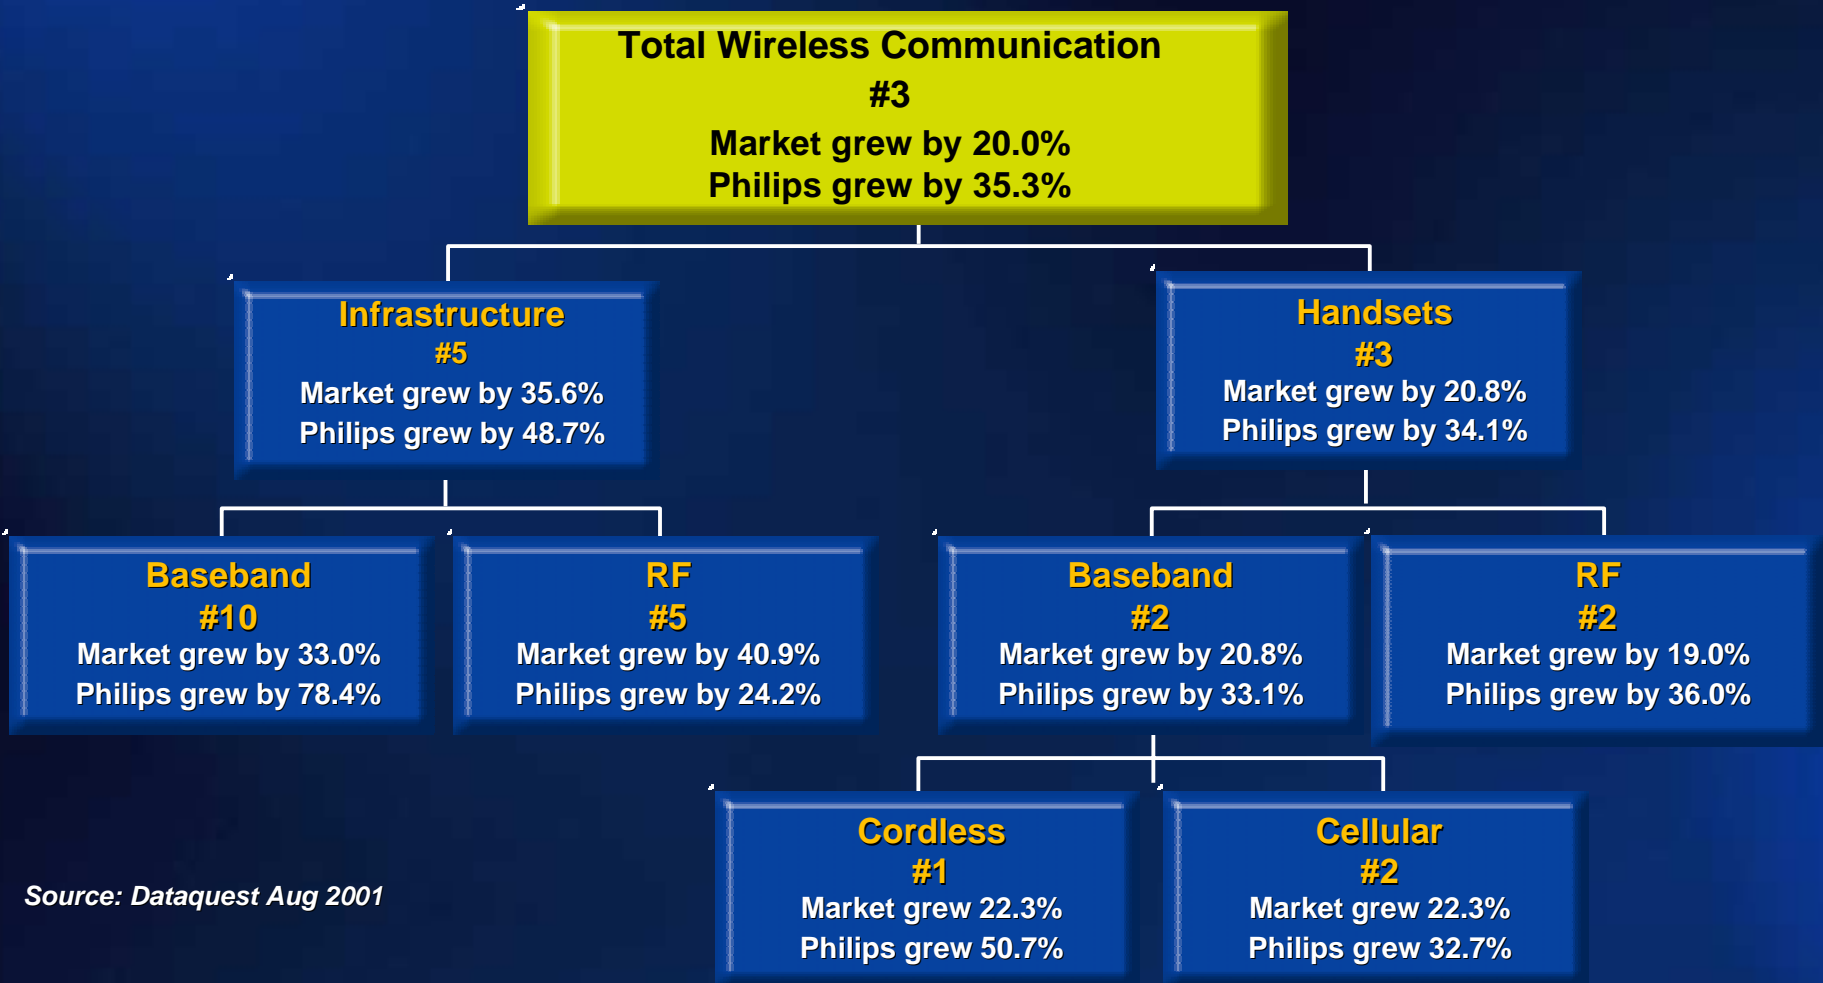 Total Wireless Communication
#3
Market grew by 20.0%
Philips grew by 35.3%
Infrastructure
#5
Market grew by 35.6%
Philips grew by 48.7%
Handsets
#3
Market grew by 20.8%
Philips grew by 34.1%
Baseband
#10
Market grew by 33.0%
Philips grew by 78.4%
RF
#5
Market grew by 40.9%
Philips grew by 24.2%
Baseband
#2
Market grew by 20.8%
Philips grew by 33.1%
RF
#2
Market grew by 19.0%
Philips grew by 36.0%
Cordless
#1
Market grew 22.3%
Philips grew 50.7%
Cellular
#2
Market grew 22.3%
Philips grew 32.7%
Source: Dataquest Aug 2001